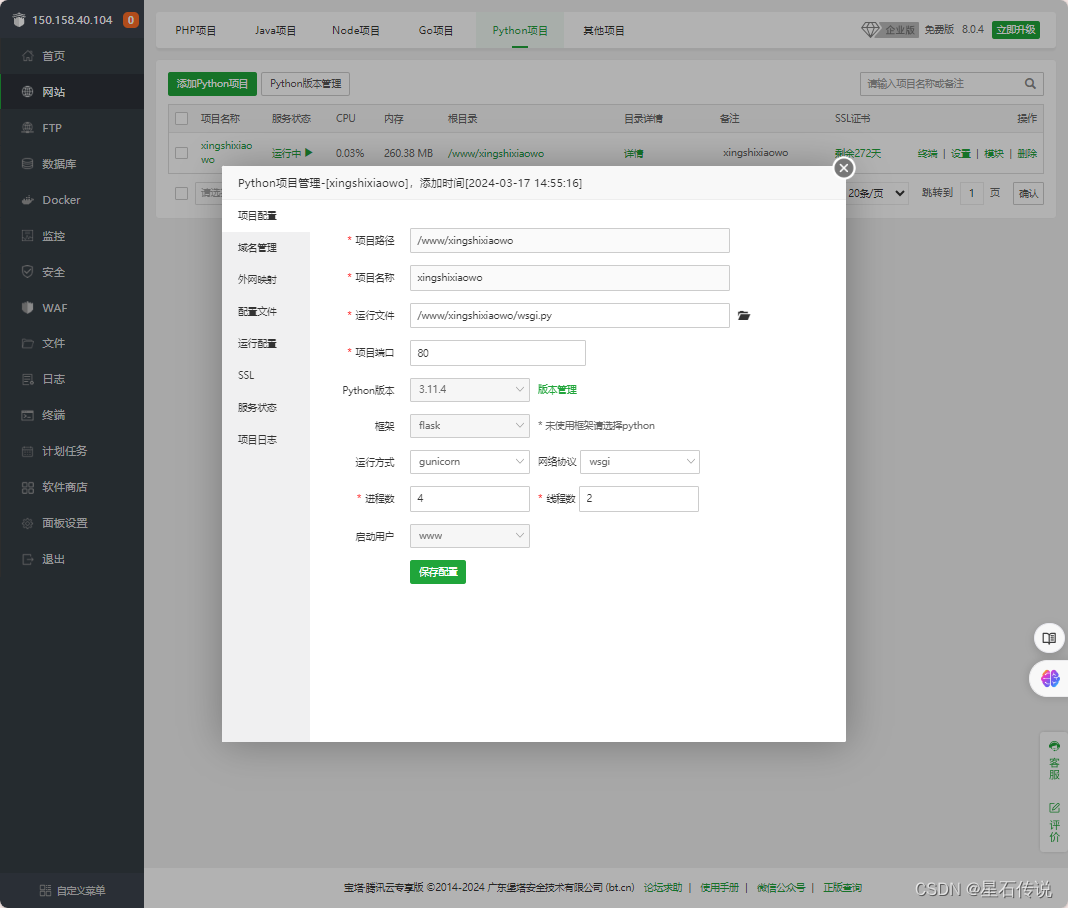 150.158.40.104 0
首页
网站
FTP
数据库
Docker
监控
安全
WAF
文件
日志
终端
计划任务
软件商店
面板设置
退出
自定义菜单
PHP项目 Java项目 Node项目 Go项目 Python项目 其他项目 企业版 免费版 8.0.4 立即升级
添加Python项目 Python版本管理 请输入项目名称或备注
项目名称 服务状态 CPU 内存 根目录 目录详情 备注 SSL证书 操作
xingshixiao
wo
运行中 0.03% 260.38 MB /www/xingshixiaowo 详情 xingshixiaowo 剩余272天 终端 | 设置 | 模块 | 删除
20条/页 跳转到 1 页 确认
Python项目管理-[xingshixiaowo]，添加时间[2024-03-17 14:55:16]
项目配置
域名管理
外网映射
配置文件
运行配置
SSL
服务状态
项目日志
* 项目路径 /www/xingshixiaowo
* 项目名称 xingshixiaowo
* 运行文件 /www/xingshixiaowo/wsgi.py
* 项目端口 80
Python版本 3.11.4 版本管理
框架 flask * 未使用框架请选择python
运行方式 gunicorn 网络协议 wsgi
* 进程数 4 * 线程数 2
启动用户 www
保存配置
客服
评价
宝塔腾讯云专享版 ©2014-2024 广东堡塔安全技术有限公司 (bt.cn) 论坛求助 | 使用手册 | 微信公众号 | 正版查询
CSDN @星石传说